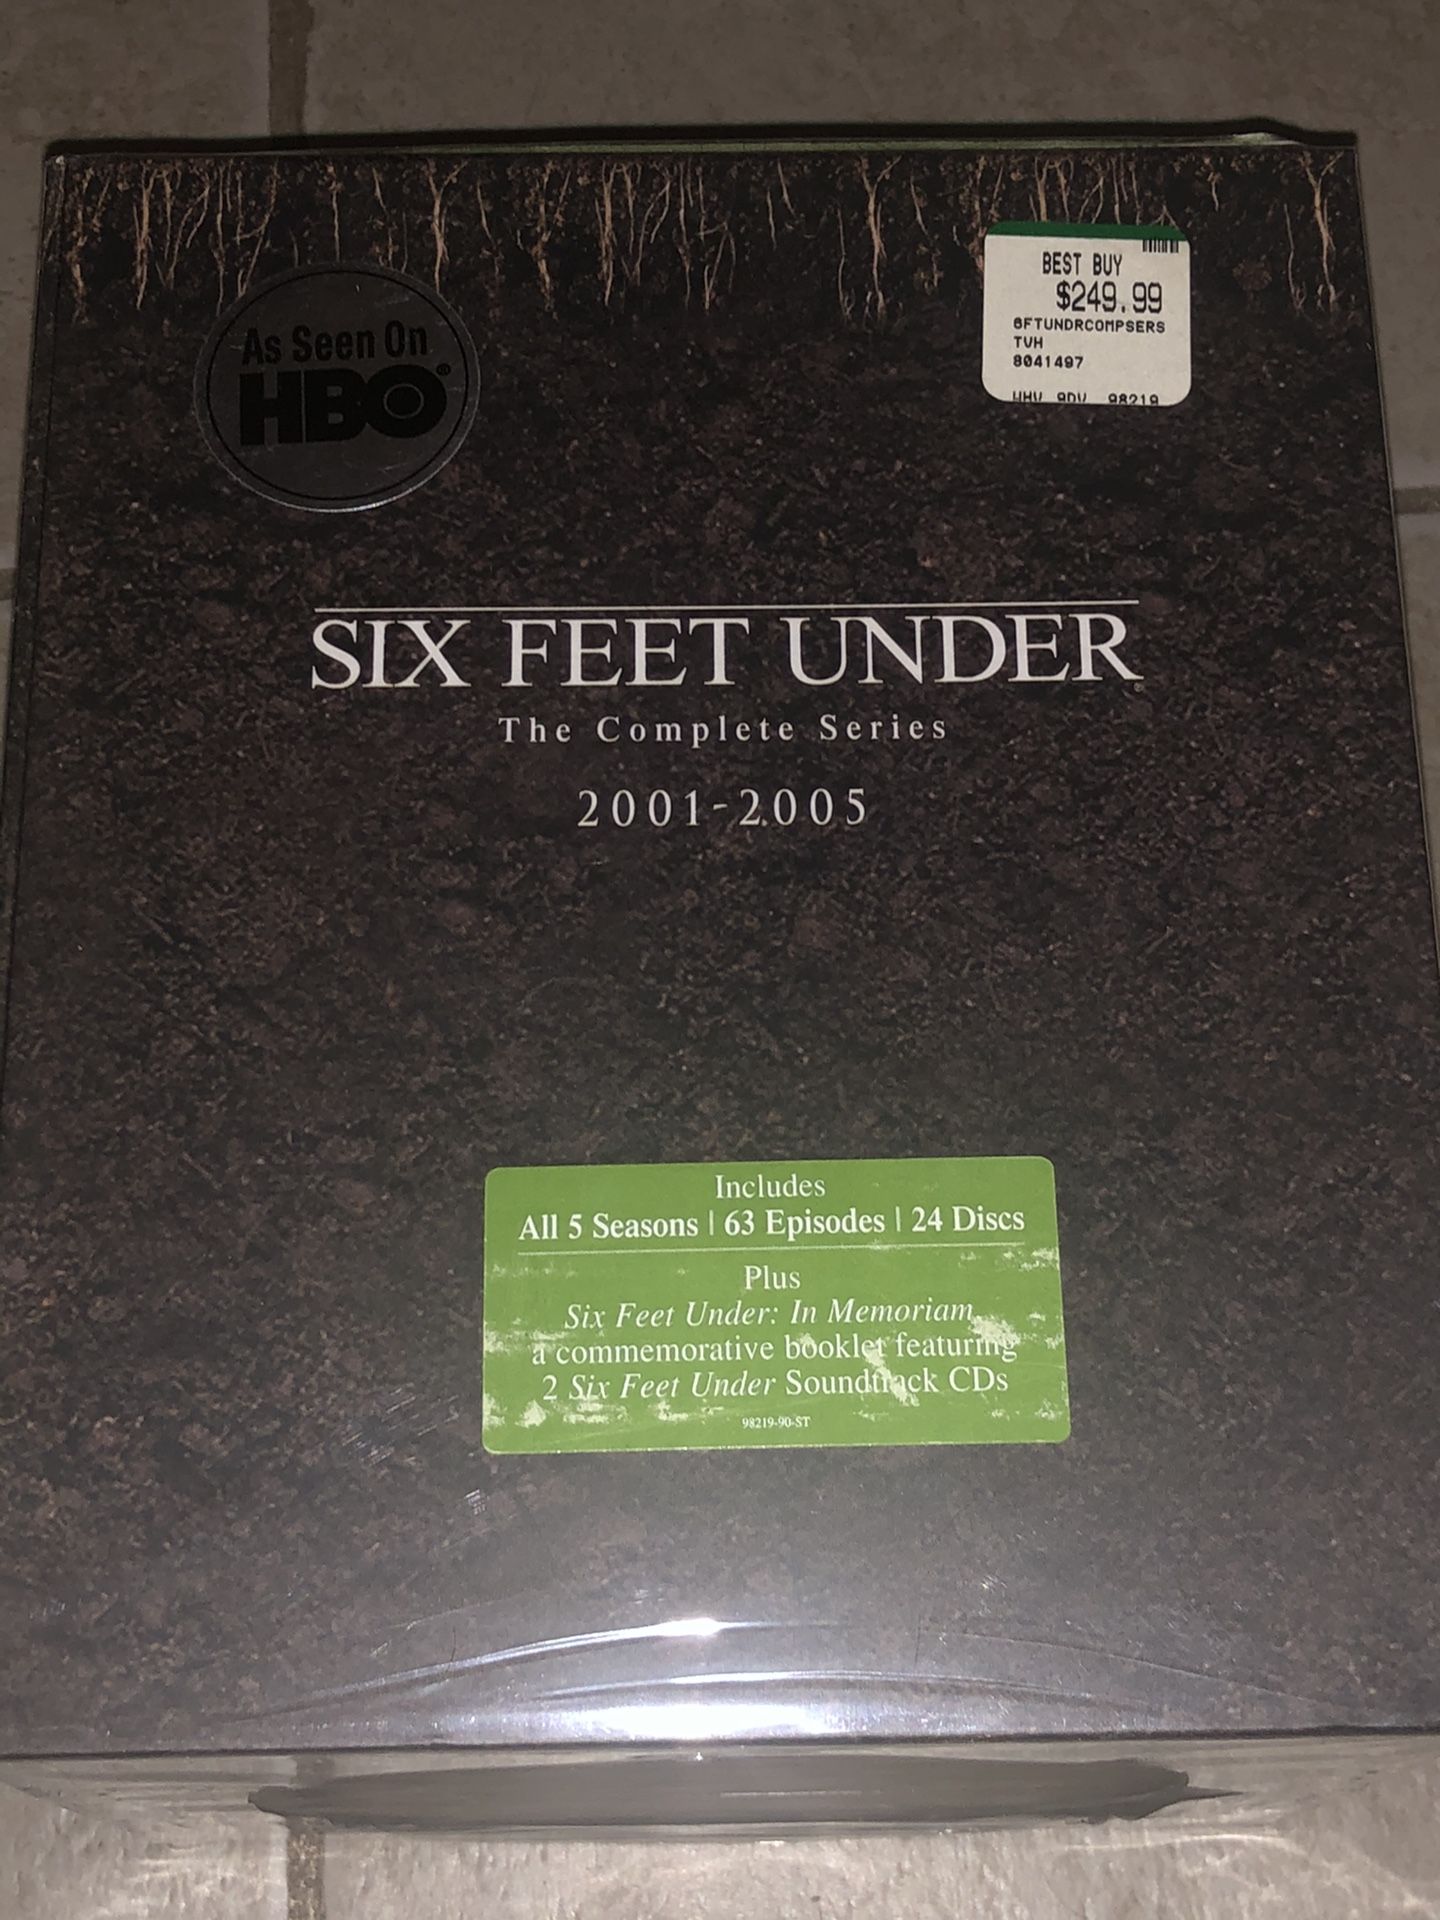 BEST BUY
$249.99
6FTUNDRCOMPSERS
TVH
8041497
98219
As Seen On
HBO®
SIX FEET UNDER®
The Complete Series
2001-2005
Includes
All 5 Seasons | 63 Episodes | 24 Discs
Plus
Six Feet Under: In Memoriam,
a commemorative booklet featuring
2 Six Feet Under Soundtrack CDs
98219-90-ST